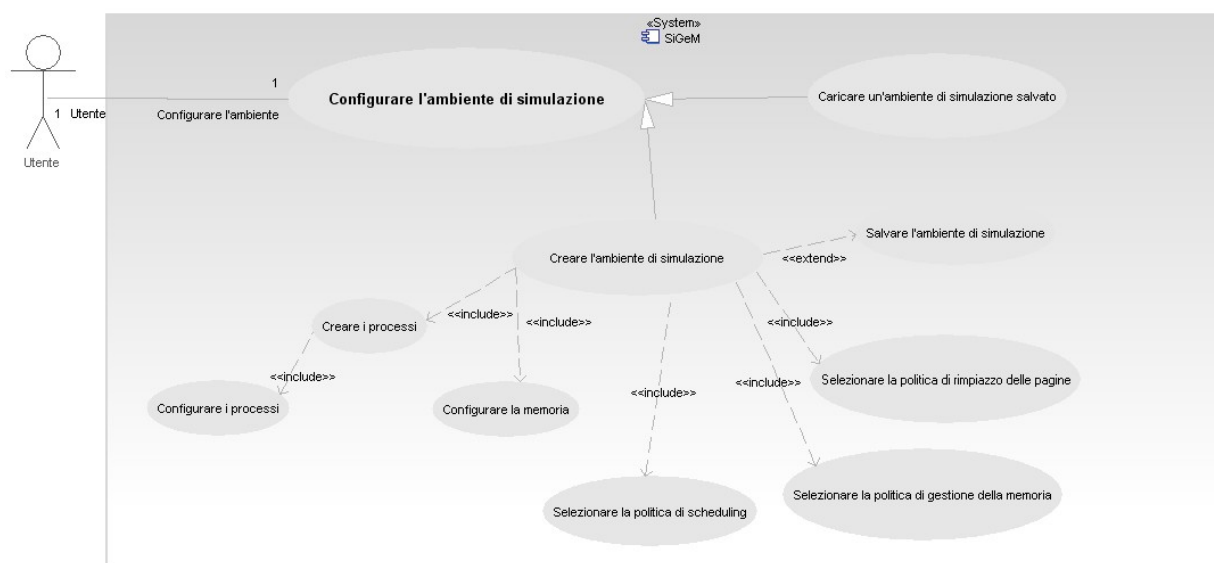 «System»
SiGeM
1
Configurare l'ambiente di simulazione
Caricare un'ambiente di simulazione salvato
1 Utente
Configurare l'ambiente
Utente
Salvare l'ambiente di simulazione
Creare l'ambiente di simulazione
<<extend>>
<<include>>
<<include>>
<<include>>
Creare i processi
<<include>>
Selezionare la politica di rimpiazzo delle pagine
<<include>>
<<include>>
Configurare i processi
Configurare la memoria
Selezionare la politica di gestione della memoria
Selezionare la politica di scheduling